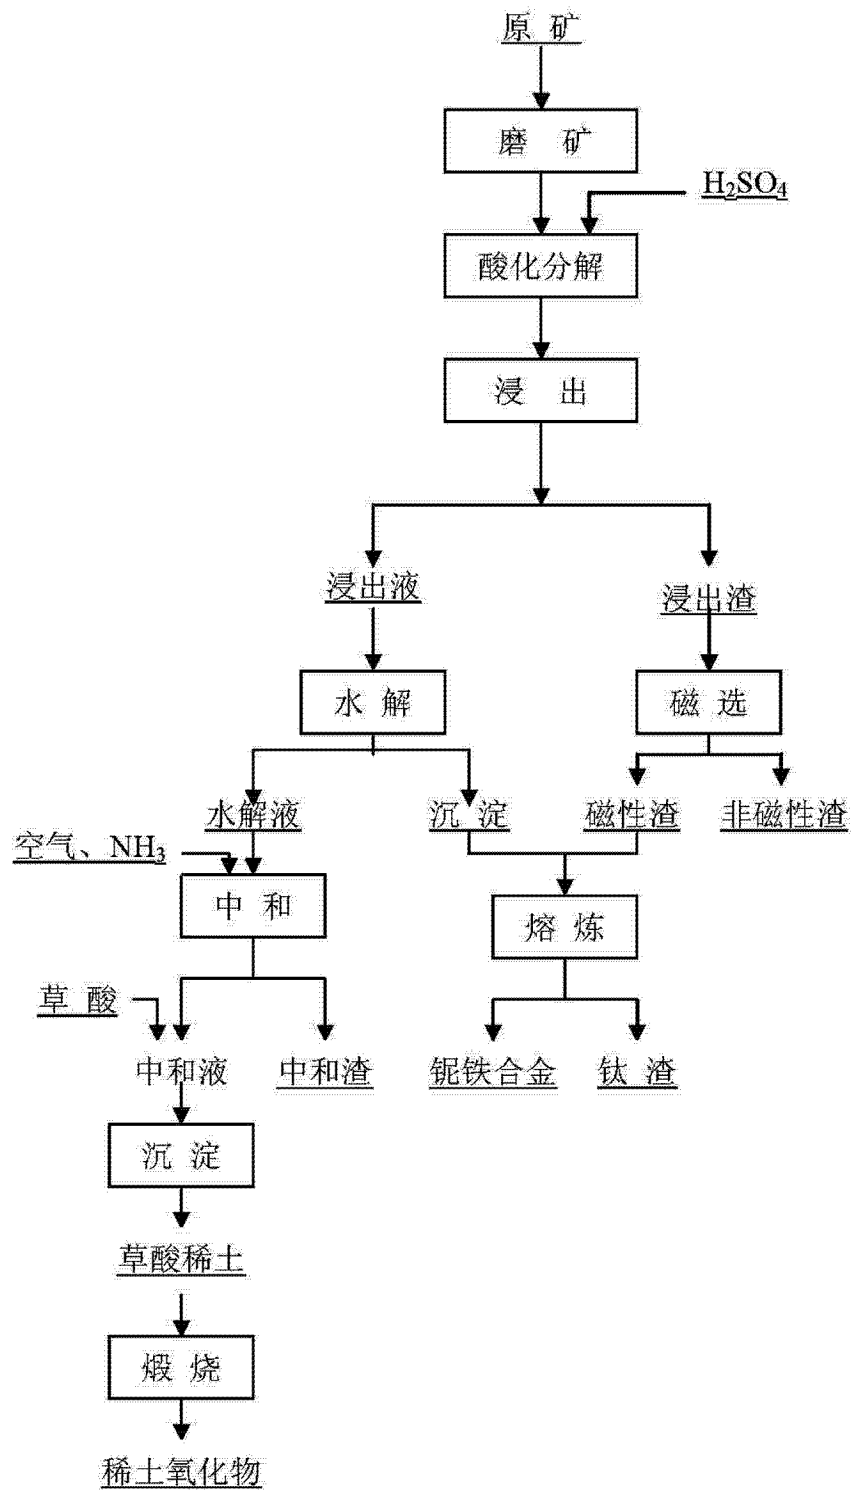 原 矿
磨 矿
H₂SO₄
酸化分解
浸 出
浸出液
浸出渣
水 解
磁 选
水解液
沉 淀
磁性渣
非磁性渣
空气、NH₃
中 和
熔 炼
草 酸
中和液
中和渣
铌铁合金
钛 渣
沉 淀
草酸稀土
煅 烧
稀土氧化物